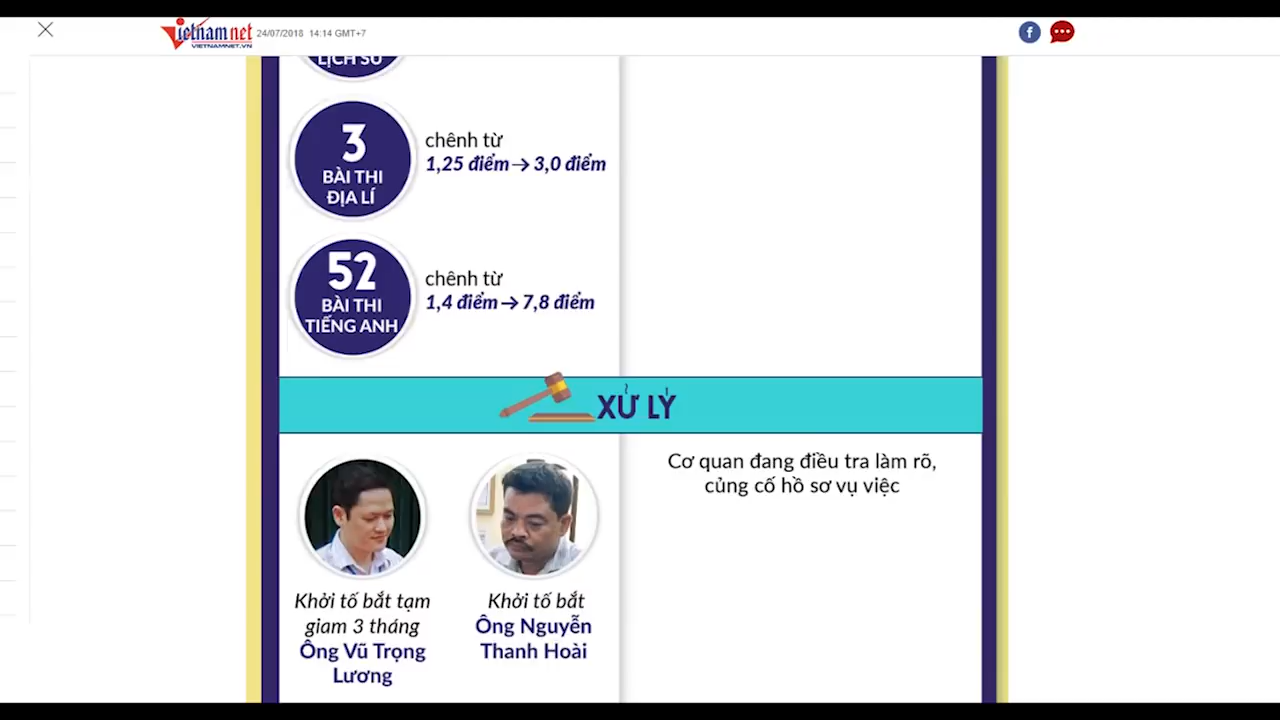 Vietnamnet
VIETNAMNET.VN
24/07/2018 14:14 GMT+7
LỊCH SỬ
3
BÀI THI
ĐỊA LÍ
chênh từ
1,25 điểm→3,0 điểm
52
BÀI THI
TIẾNG ANH
chênh từ
1,4 điểm→7,8 điểm
XỬ LÝ
Cơ quan đang điều tra làm rõ,
củng cố hồ sơ vụ việc
Khởi tố bắt tạm
giam 3 tháng
Ông Vũ Trọng
Lương
Khởi tố bắt
Ông Nguyễn
Thanh Hoài